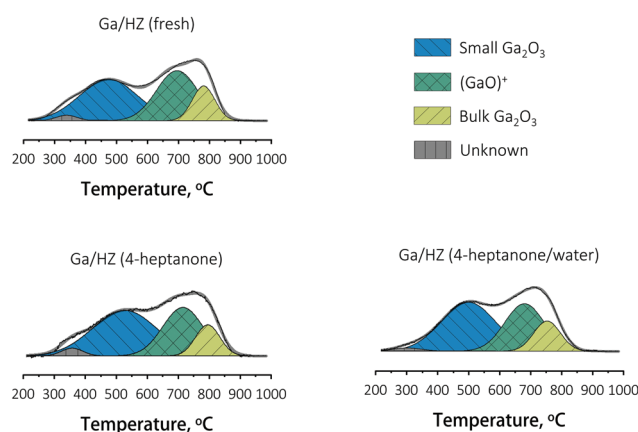 Ga/HZ (fresh)
200 300 400 500 600 700 800 900 1000
Temperature, ºC
Small Ga₂O₃
(GaO)⁺
Bulk Ga₂O₃
Unknown
Ga/HZ (4-heptanone)
200 300 400 500 600 700 800 900 1000
Temperature, ºC
Ga/HZ (4-heptanone/water)
200 300 400 500 600 700 800 900 1000
Temperature, ºC